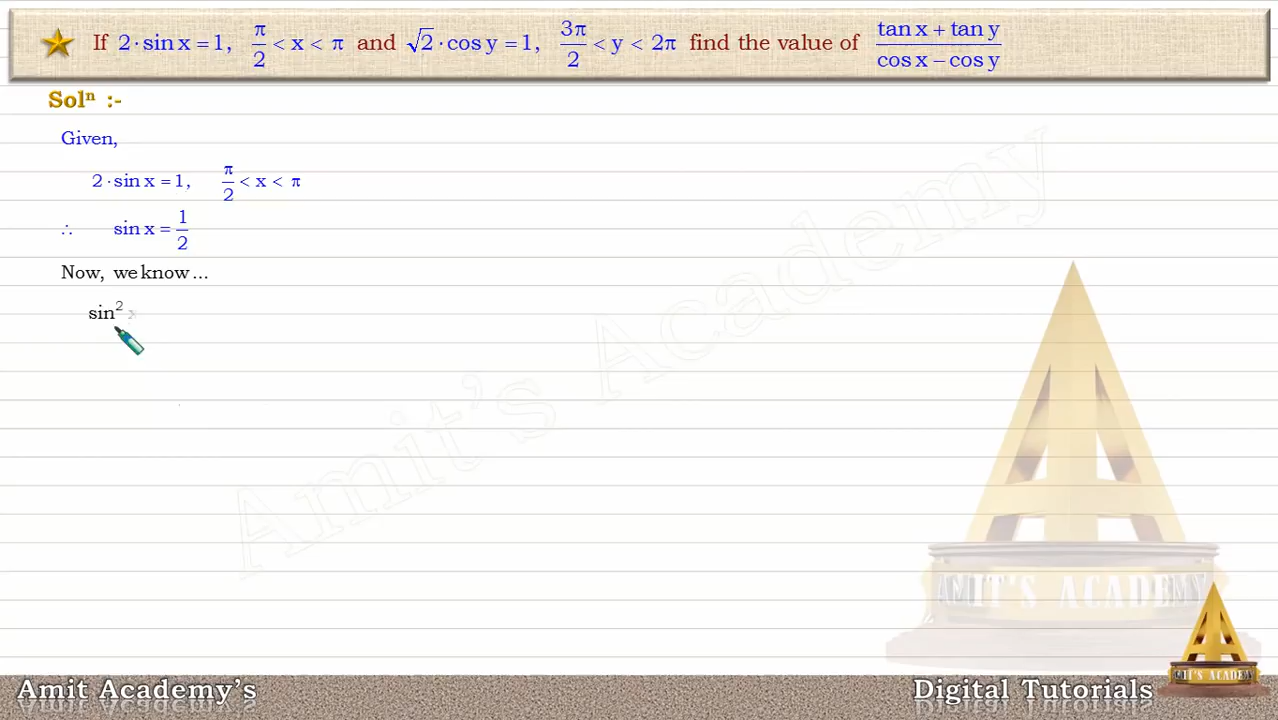 If 2·sin x = 1, π/2 < x < π and √2·cos y = 1, 3π/2 < y < 2π find the value of (tan x + tan y)/(cos x − cos y)
Solⁿ :-
Given,
2·sin x = 1, π/2 < x < π
∴ sin x = 1/2
Now, we know ...
sin² x
Amit's Academy
AMIT'S ACADEMY
Amit Academy's
Digital Tutorials